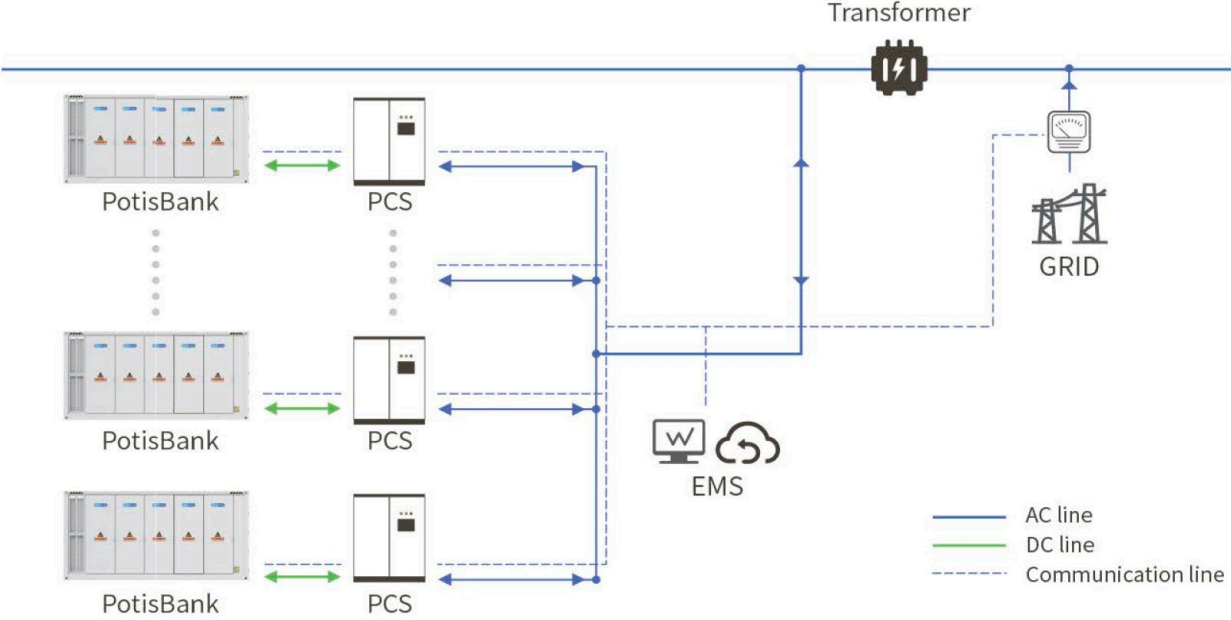 Transformer
PotisBank
PCS
GRID
PotisBank
PCS
EMS
PotisBank
PCS
AC line
DC line
Communication line